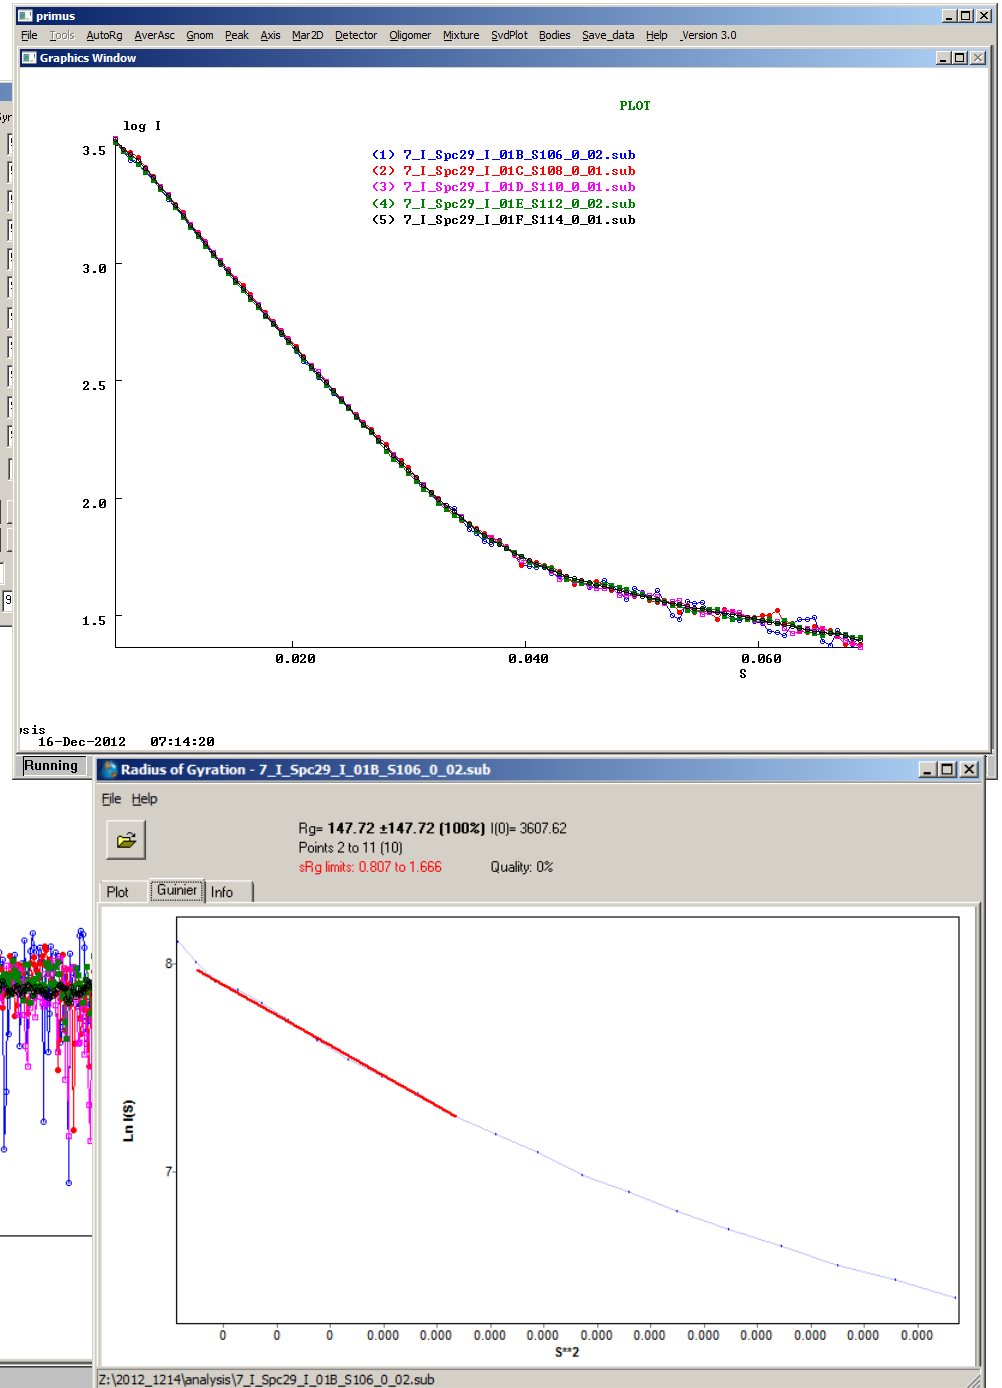 primus
File Tools AutoRg AverAsc Gnom Peak Axis Mar2D Detector Oligomer Mixture SvdPlot Bodies Save_data Help Version 3.0
Graphics Window
PLOT
log I
(1) 7_I_Spc29_I_01B_S106_0_02.sub
(2) 7_I_Spc29_I_01C_S108_0_01.sub
(3) 7_I_Spc29_I_01D_S110_0_01.sub
(4) 7_I_Spc29_I_01E_S112_0_02.sub
(5) 7_I_Spc29_I_01F_S114_0_01.sub
3.5
3.0
2.5
2.0
1.5
0.020 0.040 0.060
S
sis
16-Dec-2012 07:14:20
Running
Radius of Gyration - 7_I_Spc29_I_01B_S106_0_02.sub
File Help
Rg= 147.72 ±147.72 (100%) I(0)= 3607.62
Points 2 to 11 (10)
sRg limits: 0.807 to 1.666 Quality: 0%
Plot Guinier Info
8
7
Ln I(S)
0 0 0 0.000 0.000 0.000 0.000 0.000 0.000 0.000 0.000 0.000 0.000 0.000
S**2
Z:\2012_1214\analysis\7_I_Spc29_I_01B_S106_0_02.sub